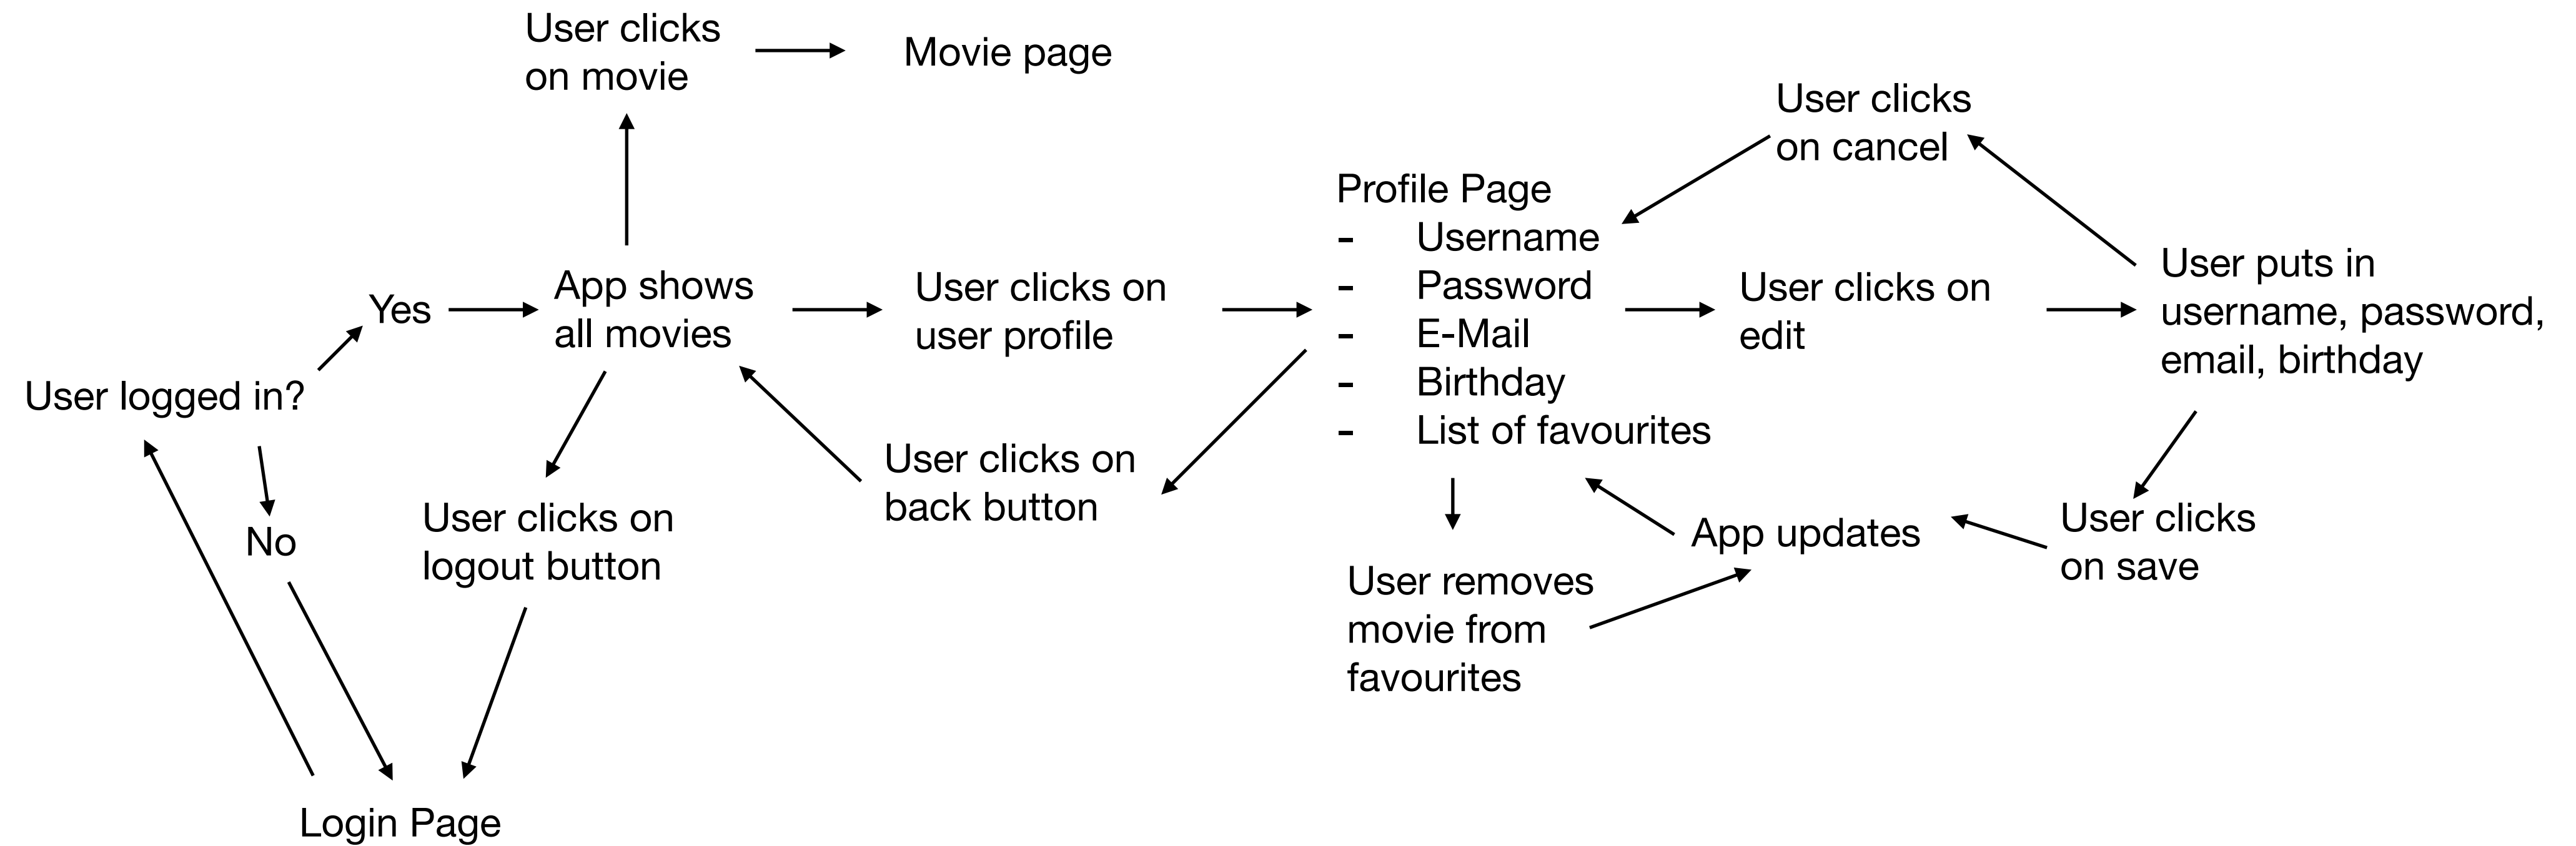 User clicks
on movie
Movie page
User clicks
on cancel
Profile Page
- Username
- Password
- E-Mail
- Birthday
- List of favourites
User logged in?
Yes
No
App shows
all movies
User clicks on
user profile
User clicks on
edit
User puts in
username, password,
email, birthday
User clicks on
back button
User clicks on
logout button
App updates
User clicks
on save
User removes
movie from
favourites
Login Page